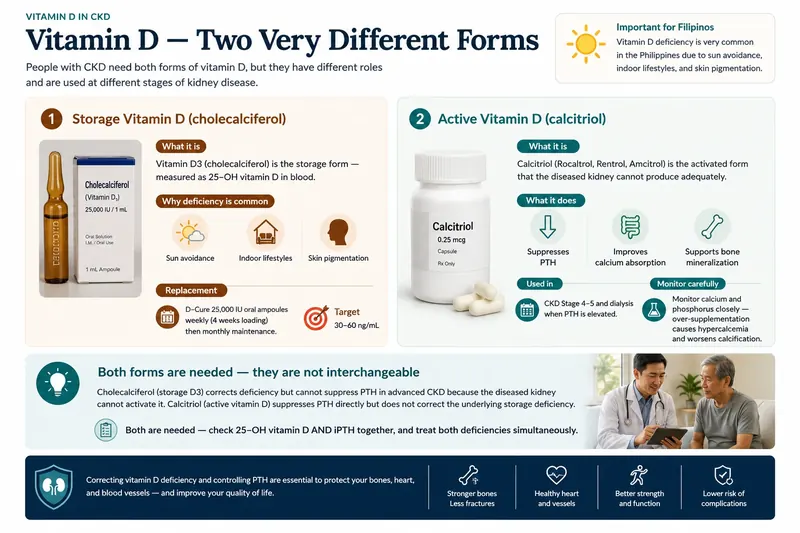 VITAMIN D IN CKD
Vitamin D — Two Very Different Forms
People with CKD need both forms of vitamin D, but they have different roles
and are used at different stages of kidney disease.
Important for Filipinos
Vitamin D deficiency is very common
in the Philippines due to sun avoidance,
indoor lifestyles, and skin pigmentation.
1 Storage Vitamin D (cholecalciferol)
Cholecalciferol
(Vitamin D₃)
25,000 IU / 1 mL
Oral Solution
1 mL Ampoule
What it is
Vitamin D3 (cholecalciferol) is the storage form —
measured as 25–OH vitamin D in blood.
Why deficiency is common
Sun avoidance
Indoor lifestyles
Skin pigmentation
Replacement
D–Cure 25,000 IU oral ampoules
weekly (4 weeks loading)
then monthly maintenance.
Target
30–60 ng/mL
2 Active Vitamin D (calcitriol)
Calcitriol
0.25 mcg
Capsule
Rx Only
What it is
Calcitriol (Rocaltrol, Rentrol, Amcitrol) is the activated form
that the diseased kidney cannot produce adequately.
What it does
Suppresses
PTH
Improves
calcium absorption
Supports bone
mineralization
Used in
CKD Stage 4–5 and dialysis
when PTH is elevated.
Monitor carefully
Monitor calcium and
phosphorus closely —
over–supplementation
causes hypercalcemia
and worsens calcification.
Both forms are needed — they are not interchangeable
Cholecalciferol (storage D3) corrects deficiency but cannot suppress PTH in advanced CKD because the diseased kidney
cannot activate it. Calcitriol (active vitamin D) suppresses PTH directly but does not correct the underlying storage deficiency.
Both are needed — check 25–OH vitamin D AND iPTH together, and treat both deficiencies simultaneously.
Correcting vitamin D deficiency and controlling PTH are essential to protect your bones, heart,
and blood vessels — and improve your quality of life.
Stronger bones
Less fractures
Healthy heart
and vessels
Better strength
and function
Lower risk of
complications